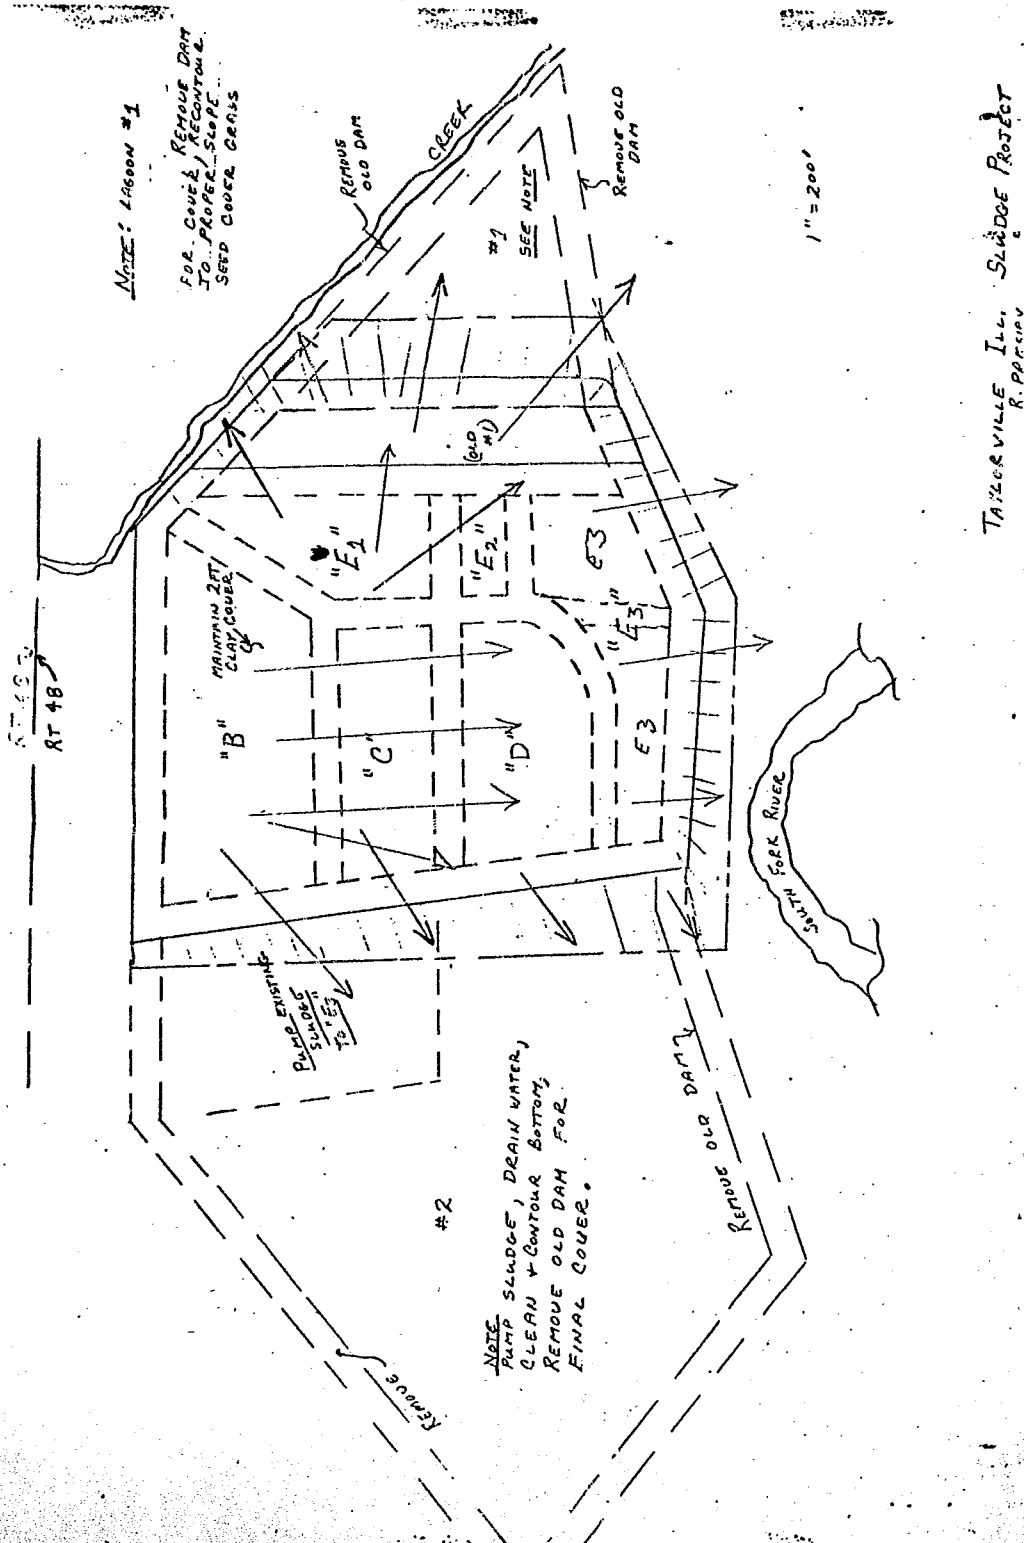 NOTE: LAGOON #1
FOR COVER, REMOVE DAM
TO PROPER SLOPE, RECONTOUR
SEED COVER GRASS
REMOVE
OLD DAM
CREEK
REMOVE OLD
DAM
#1
SEE NOTE
1" = 200'
RT 48
(OLD
#1)
"E1"
"E2"
E3
"E3"
E3
MAINTAIN 2FT
CLAY COVER
"B"
"C"
"D"
SOUTH FORK RIVER
PUMP EXISTING
SLUDGE
TO "E3"
#2
NOTE
PUMP SLUDGE, DRAIN WATER,
CLEAN + CONTOUR BOTTOM,
REMOVE OLD DAM FOR
FINAL COVER.
REMOVE OLD DAM
REMOVE
TAYLORVILLE ILL. SLUDGE PROJECT